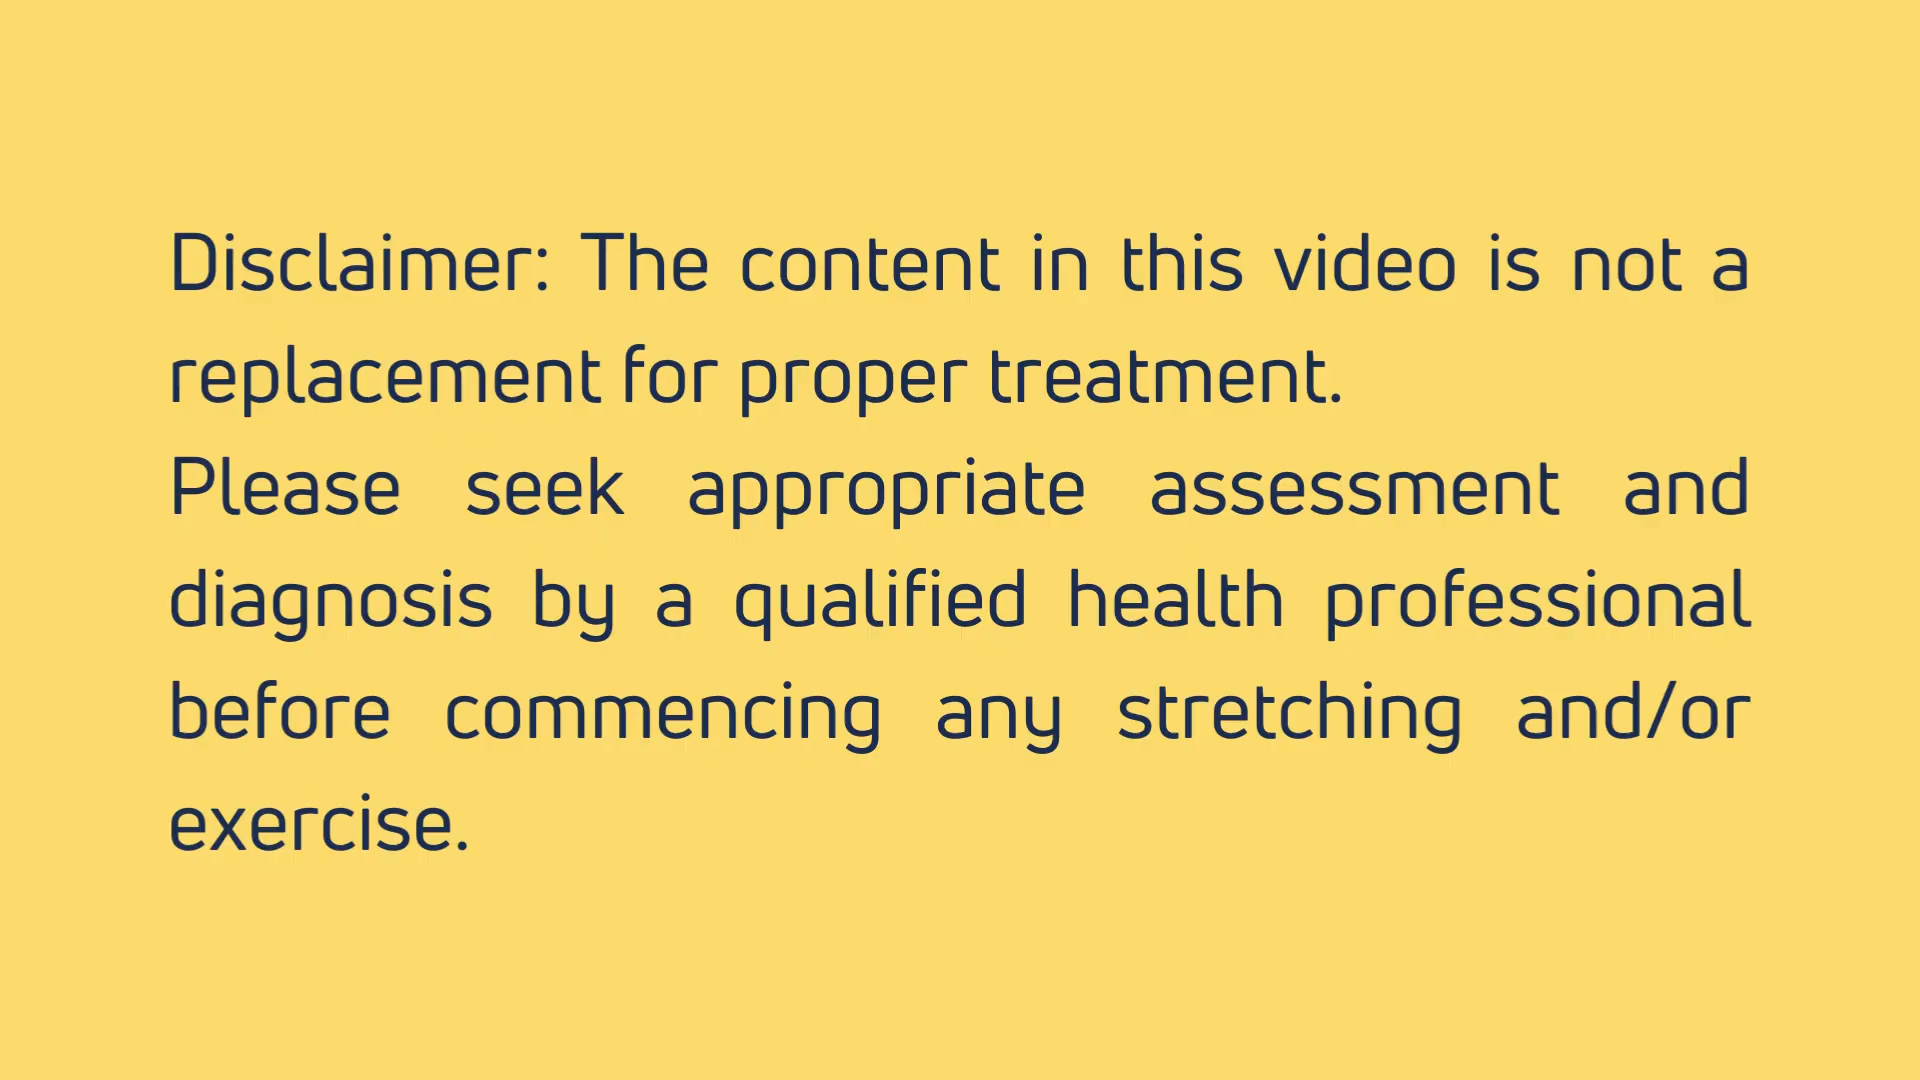 Disclaimer: The content in this video is not a
replacement for proper treatment.
Please seek appropriate assessment and
diagnosis by a qualified health professional
before commencing any stretching and/or
exercise.